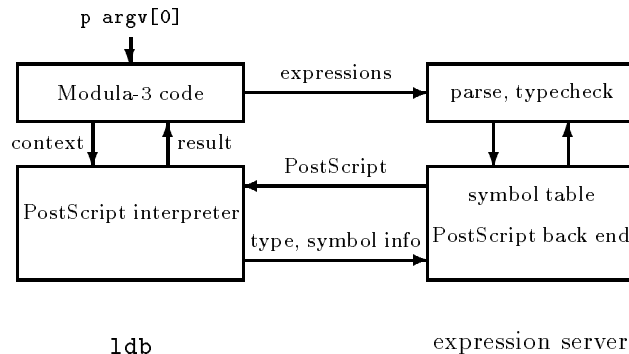 p argv[0]
expressions
Modula-3 code
parse, typecheck
context
result
PostScript
symbol table
PostScript interpreter
PostScript back end
type, symbol info
ldb
expression server